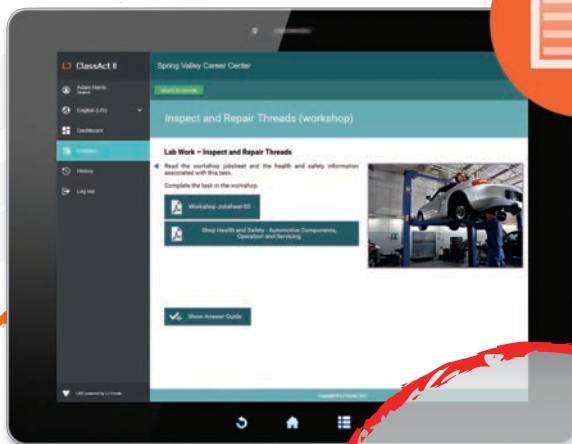 ClassAct II
Spring Valley Career Center
Adam Harris
English (US)
Dashboard
History
Log out
Inspect and Repair Threads (workshop)
Lab Work – Inspect and Repair Threads
Read the workshop jobsheet and the health and safety information
associated with this task.
Complete the task in the workshop.
Workshop Jobsheet 53
Shop Health and Safety - Automotive Components,
Operation and Servicing
Show Answer Guide